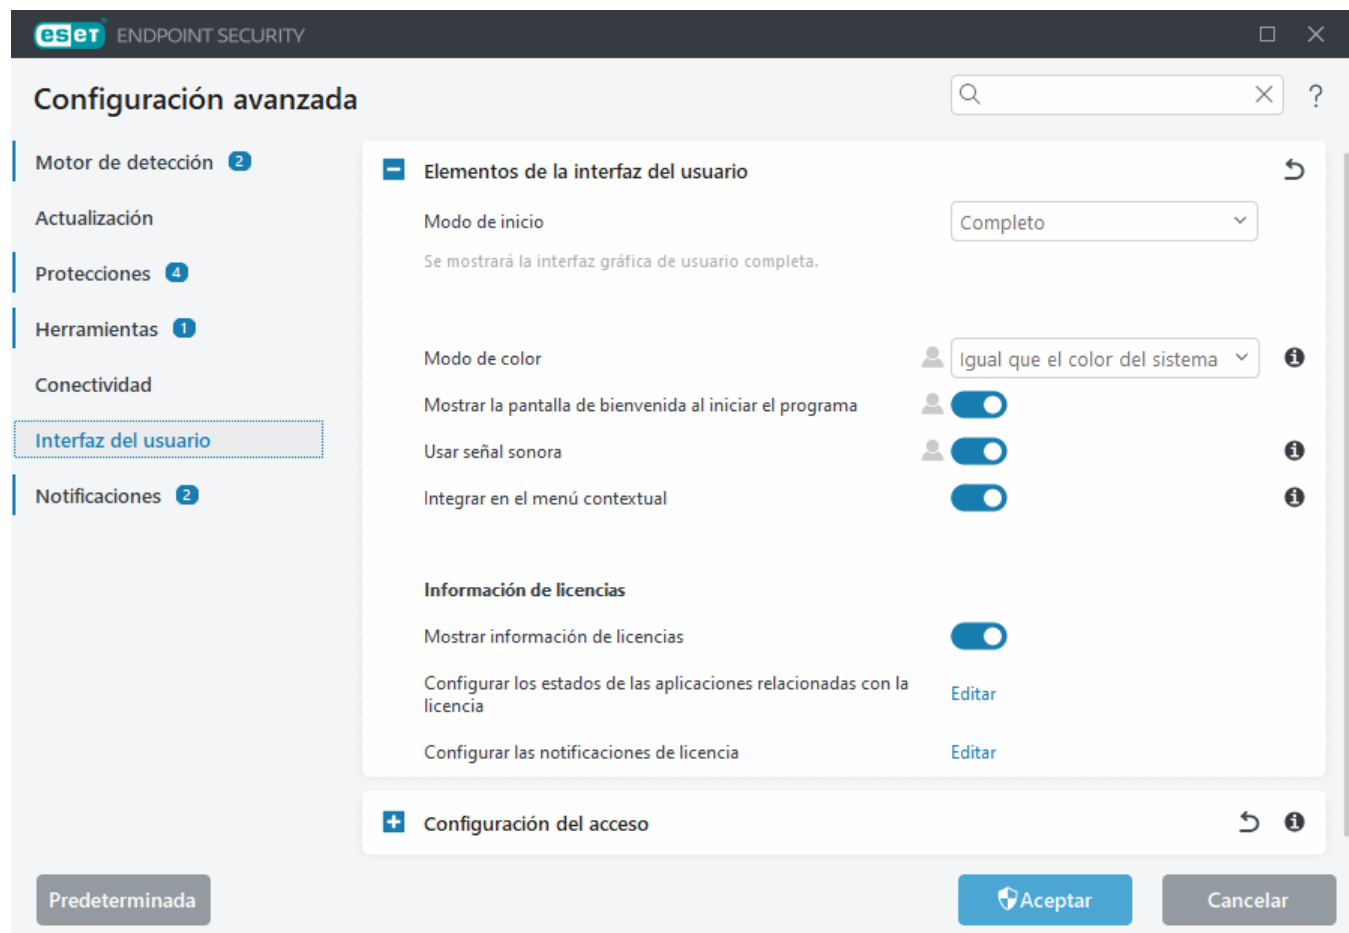 eset ENDPOINT SECURITY
Configuración avanzada
?
Motor de detección 2
Actualización
Protecciones 4
Herramientas 1
Conectividad
Interfaz del usuario
Notificaciones 2
Elementos de la interfaz del usuario
Modo de inicio Completo
Se mostrará la interfaz gráfica de usuario completa.
Modo de color Igual que el color del sistema
Mostrar la pantalla de bienvenida al iniciar el programa
Usar señal sonora
Integrar en el menú contextual
Información de licencias
Mostrar información de licencias
Configurar los estados de las aplicaciones relacionadas con la
licencia
Editar
Configurar las notificaciones de licencia Editar
Configuración del acceso
Predeterminada
Aceptar
Cancelar